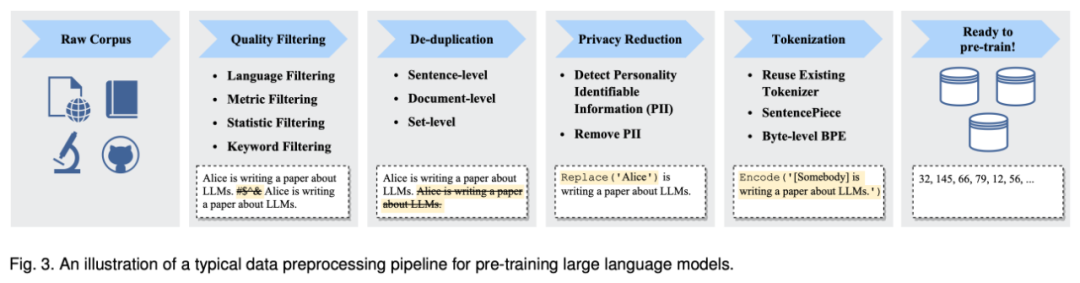 Raw Corpus
Quality Filtering
• Language Filtering
• Metric Filtering
• Statistic Filtering
• Keyword Filtering
Alice is writing a paper about
LLMs. #$^& Alice is writing
a paper about LLMs.
De-duplication
• Sentence-level
• Document-level
• Set-level
Alice is writing a paper about
LLMs. Alice is writing a paper
about LLMs.
Privacy Reduction
• Detect Personality
Identifiable
Information (PII)
• Remove PII
Replace('Alice') is
writing a paper about LLMs.
Tokenization
• Reuse Existing
Tokenizer
• SentencePiece
• Byte-level BPE
Encode('[Somebody] is
writing a paper about LLMs.')
Ready to
pre-train!
32, 145, 66, 79, 12, 56, ...
Fig. 3. An illustration of a typical data preprocessing pipeline for pre-training large language models.